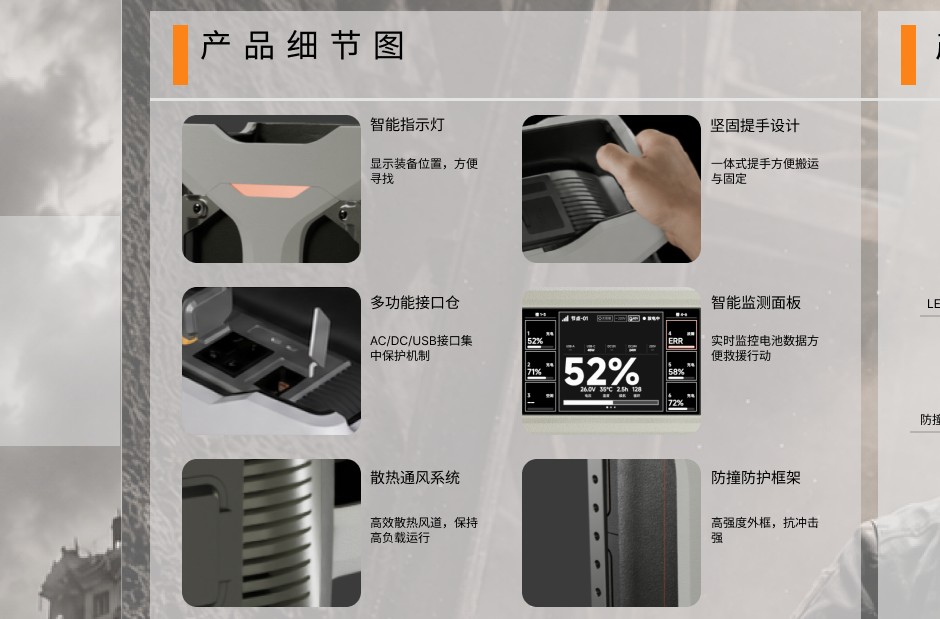 产品细节图
智能指示灯
显示装备位置，方便
寻找
坚固提手设计
一体式提手方便搬运
与固定
多功能接口仓
AC/DC/USB接口集
中保护机制
智能监测面板
实时监控电池数据方
便救援行动
节点-01
52%
71%
52%
26.0V 35°C 2.5h 128
ERR
58%
72%
散热通风系统
高效散热风道，保持
高负载运行
防撞防护框架
高强度外框，抗冲击
强
LE
防撞